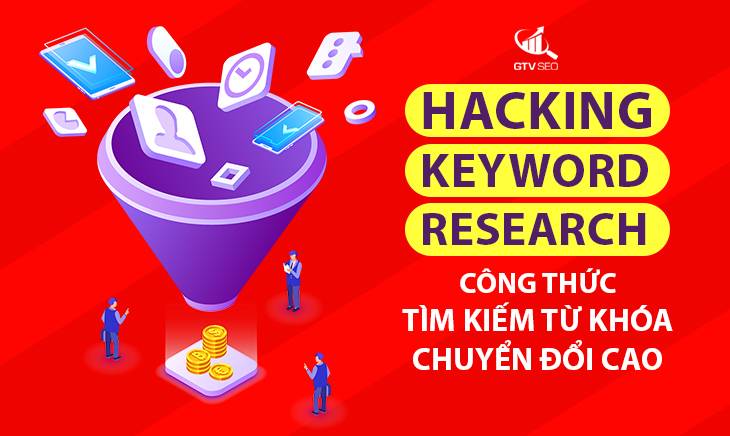 GTV SEO
HACKING
KEYWORD
RESEARCH
CÔNG THỨC
TÌM KIẾM TỪ KHÓA
CHUYỂN ĐỔI CAO